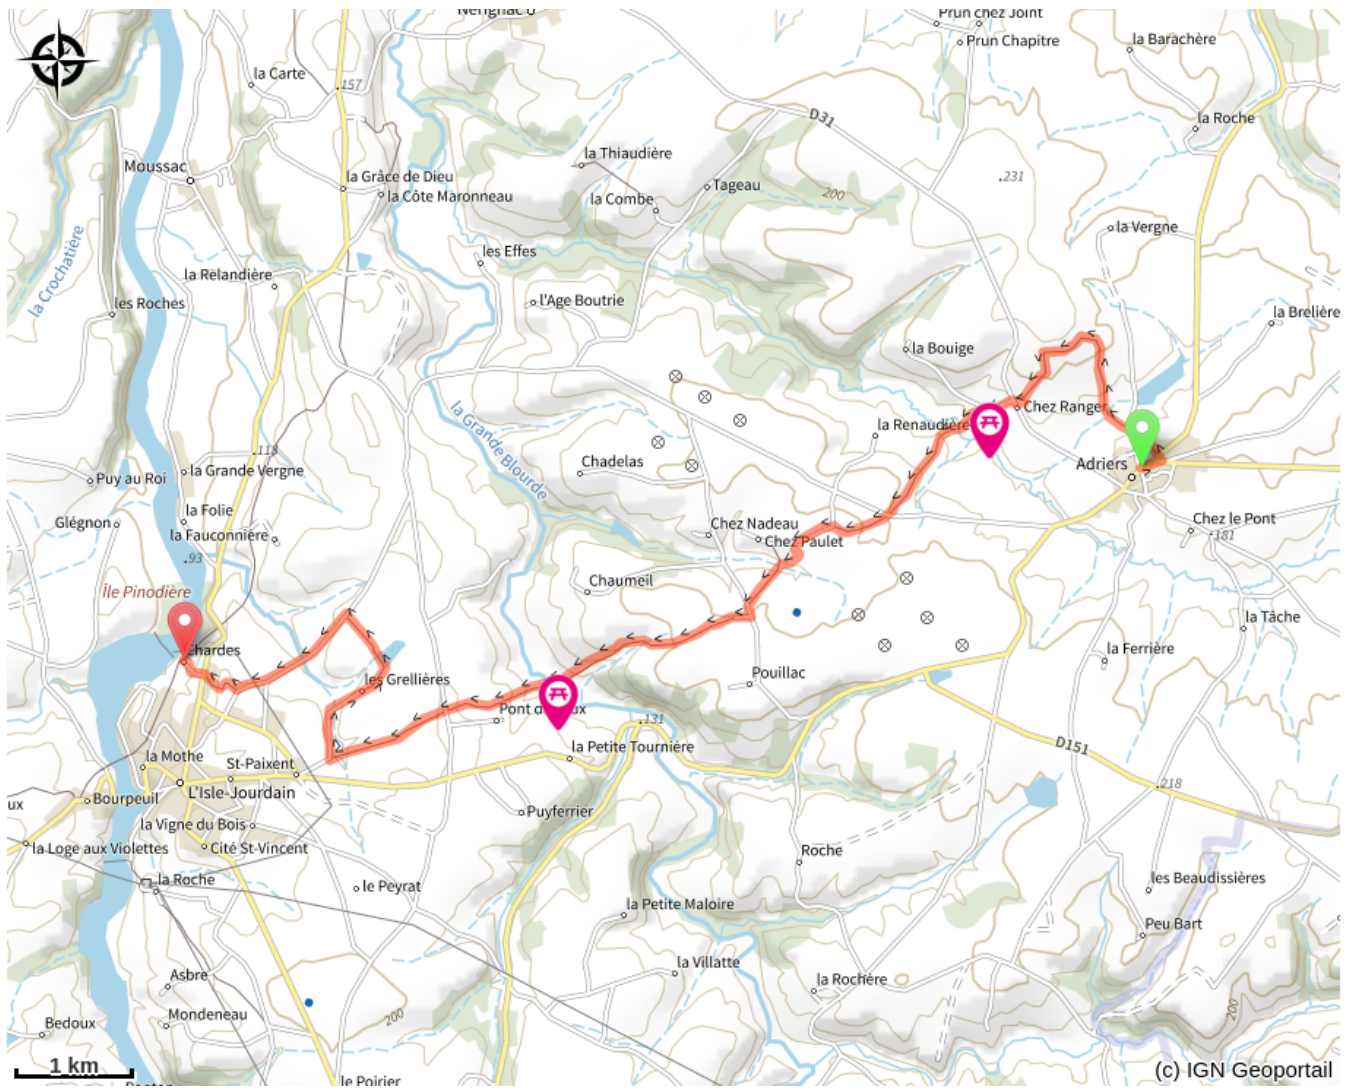 Nérignac
Prun chez Joint
la Barachère
Prun Chapitre
la Carte
157
D31
la Roche
la Thiaudière
Moussac
la Grâce de Dieu
.231
Tageau
200
la Côte Maronneau
la Combe
la Vergne
la Crochatière
les Effes
la Relandière
l'Age Boutrie
les Roches
la Brelière
la Bouige
Chez Ranger
la Grande Blourde
la Renaudière
.118
Chadelas
Adriers
la Grande Vergne
Puy au Roi
la Folie
Glégnon
Chez Nadeau
Chez le Pont
la Fauconnière
Chez Paulet
.181
.93
Chaumeil
Île Pinodière
la Tâche
Chardes
la Ferrière
Pouillac
les Grellières
.131
D151
la Petite Tournière
la Mothe
St-Paixent
.218
L'Isle-Jourdain
Bourpeuil
ux
Puyferrier
la Vigne du Bois
la Loge aux Violettes
Cité St-Vincent
Roche
la Roche
le Peyrat
les Beaudissières
la Petite Maloire
Peu Bart
la Villatte
Asbre
la Rochère
Mondeneau
200
200
Bedoux
1 km
(c) IGN Geoportail
le Poirier